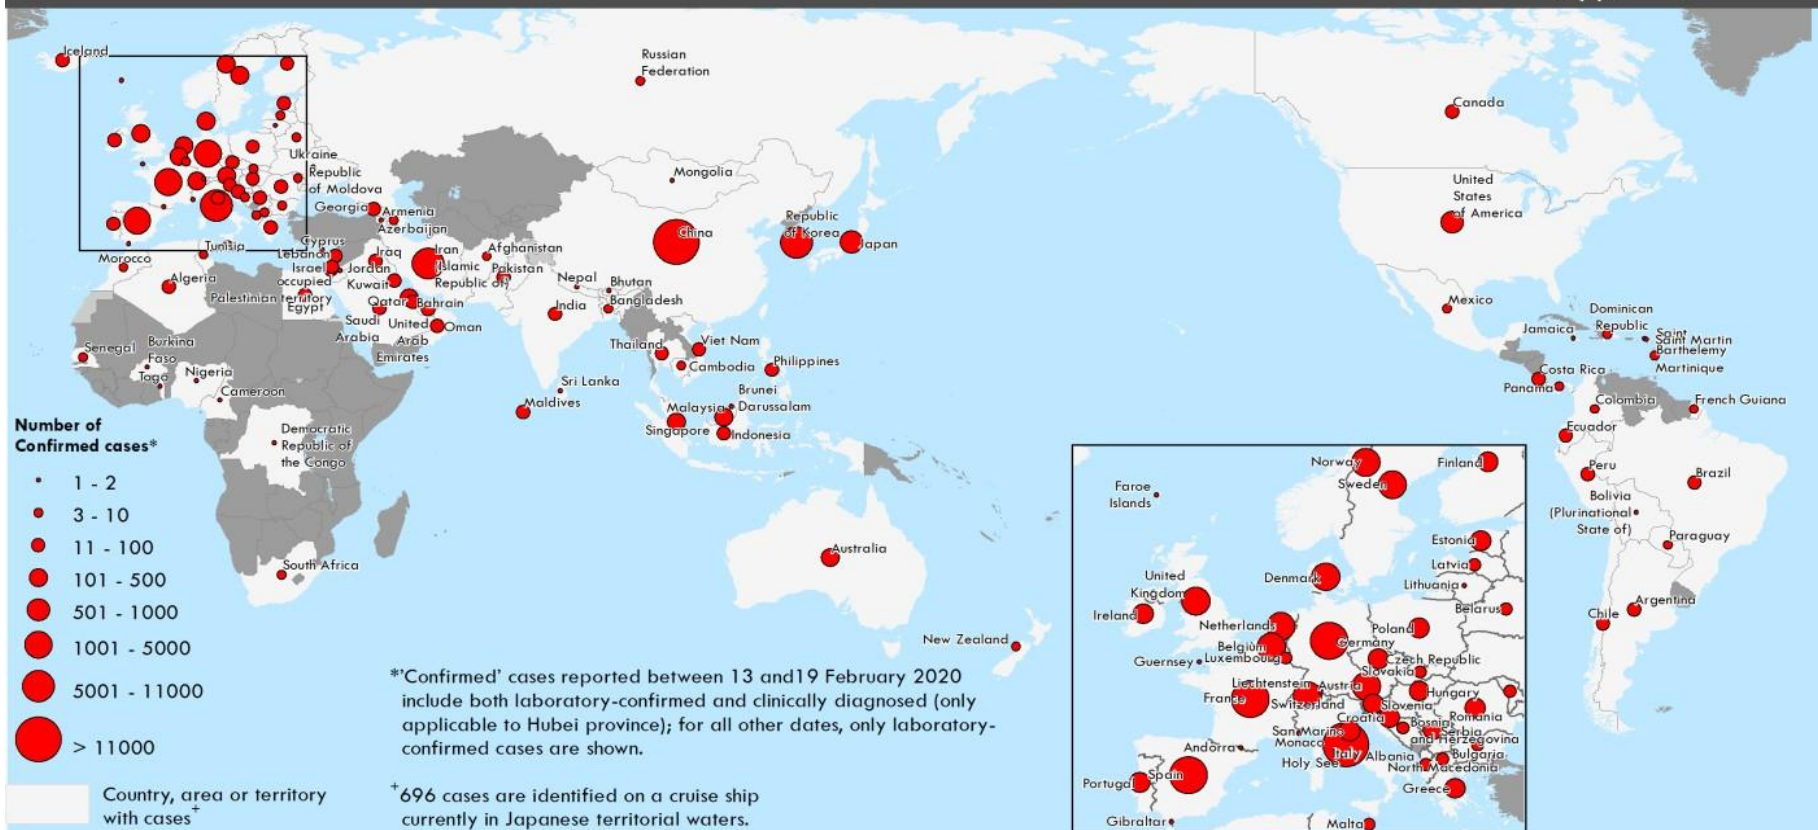 Iceland
Russian
Federation
Canada
Ukraine
Republic
of Moldova
Georgia
Armenia
Azerbaijan
Mongolia
China
Republic
of Korea
Japan
United
States
of America
Tunisia
Cyprus
Lebanon
Israel
occupied
Palestinian territory
Iraq
Jordan
Kuwait
Iran
(Islamic
Republic of)
Afghanistan
Pakistan
Morocco
Algeria
Egypt
Qatar
Bahrain
Saudi
Arabia
United
Arab
Emirates
Oman
Nepal
Bhutan
India
Bangladesh
Mexico
Dominican
Republic
Jamaica
Saint
Saint Martin
Barthelemy
Martinique
Senegal
Burkina
Faso
Togo
Nigeria
Cameroon
Thailand
Viet Nam
Cambodia
Philippines
Sri Lanka
Maldives
Brunei
Darussalam
Malaysia
Singapore
Indonesia
Costa Rica
Panama
Colombia
French Guiana
Ecuador
Peru
Brazil
Bolivia
(Plurinational
State of)
Paraguay
Chile
Argentina
Democratic
Republic of
the Congo
South Africa
Australia
New Zealand
Number of
Confirmed cases*
1 - 2
3 - 10
11 - 100
101 - 500
501 - 1000
1001 - 5000
5001 - 11000
> 11000
Country, area or territory
with cases+
*'Confirmed' cases reported between 13 and19 February 2020
include both laboratory-confirmed and clinically diagnosed (only
applicable to Hubei province); for all other dates, only laboratory-
confirmed cases are shown.
+696 cases are identified on a cruise ship
currently in Japanese territorial waters.
Norway
Finland
Sweden
Faroe
Islands
Estonia
Latvia
Lithuania
Denmark
United
Kingdom
Ireland
Belarus
Netherlands
Poland
Belgium
Germany
Guernsey
Luxembourg
Czech Republic
Slovakia
Liechtenstein
Austria
Hungary
France
Switzerland
Slovenia
Croatia
Romania
Bosnia
and Herzegovina
Serbia
San Marino
Monaco
Italy
Andorra
Holy See
Albania
Bulgaria
North Macedonia
Portugal
Spain
Greece
Gibraltar
Malta